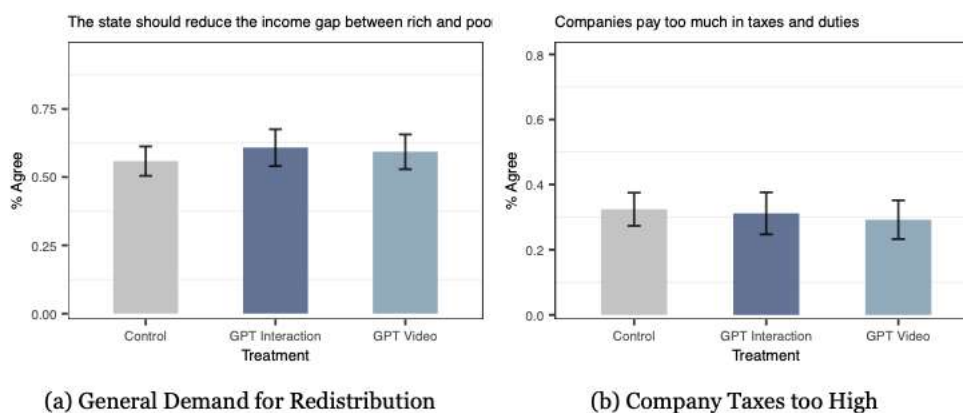 The state should reduce the income gap between rich and poor
% Agree
0.75
0.50
0.25
0.00
Control
GPT Interaction
GPT Video
Treatment
(a) General Demand for Redistribution
Companies pay too much in taxes and duties
% Agree
0.8
0.6
0.4
0.2
0.0
Control
GPT Interaction
GPT Video
Treatment
(b) Company Taxes too High